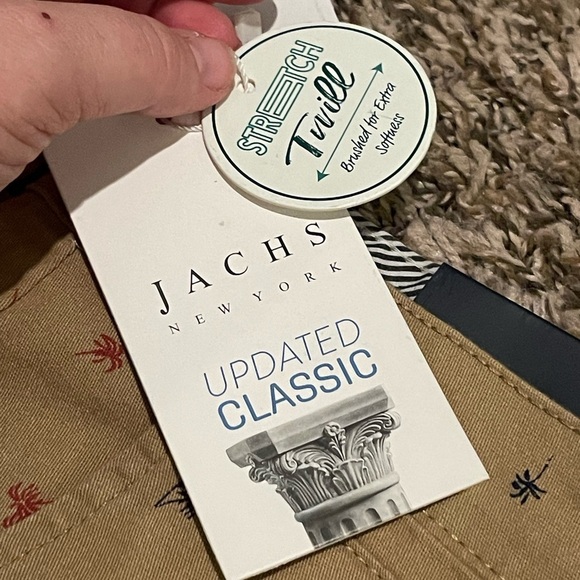 STRETCH
Twill
Brushed for Extra
Softness
JACHS
NEW YORK
UPDATED
CLASSIC